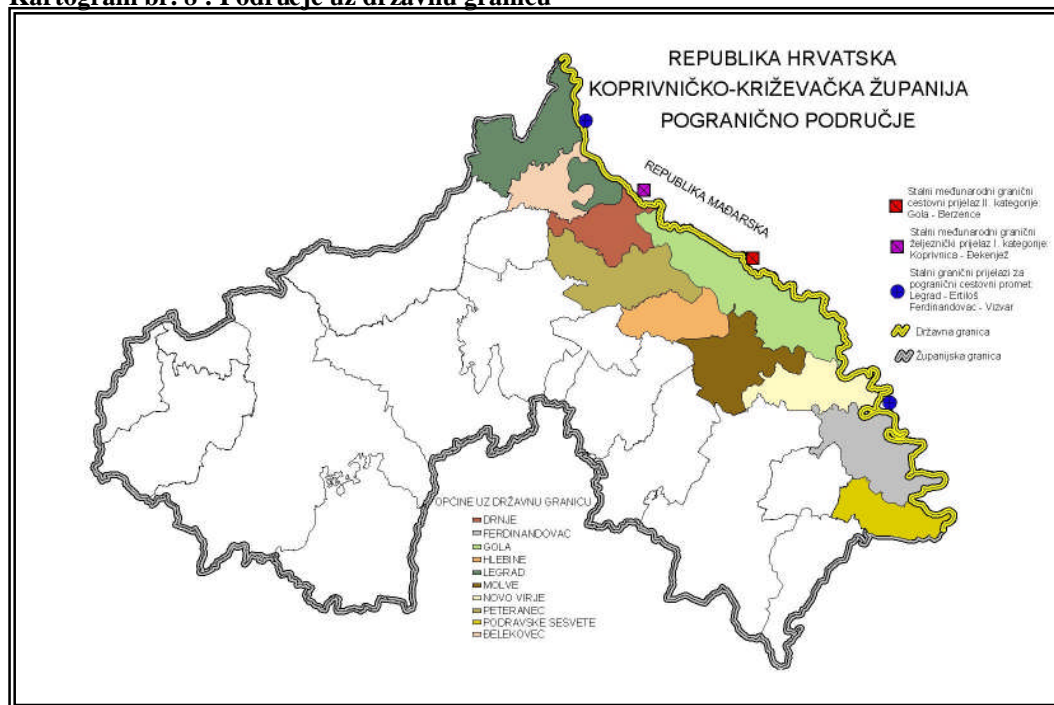 Kartogram br. 8 : Područje uz državnu granicu
REPUBLIKA HRVATSKA
KOPRIVNIČKO-KRIŽEVAČKA ŽUPANIJA
POGRANIČNO PODRUČJE
REPUBLIKA MAĐARSKA
Stalni međunarodni granični
cestovni prijelaz II. kategorije:
Gola - Berzence
Stalni međunarodni granični
željeznički prijelaz I. kategorije:
Koprivnica - Đekenjež
Stalni granični prijelazi za
pogranični cestovni promet:
Legrad - Ertiloš
Ferdinandovac - Vizvar
Državna granica
Županijska granica
OPĆINE UZ DRŽAVNU GRANICU
DRNJE
FERDINANDOVAC
GOLA
HLEBINE
LEGRAD
MOLVE
NOVO VIRJE
PETERANEC
PODRAVSKE SESVETE
ĐELEKOVEC